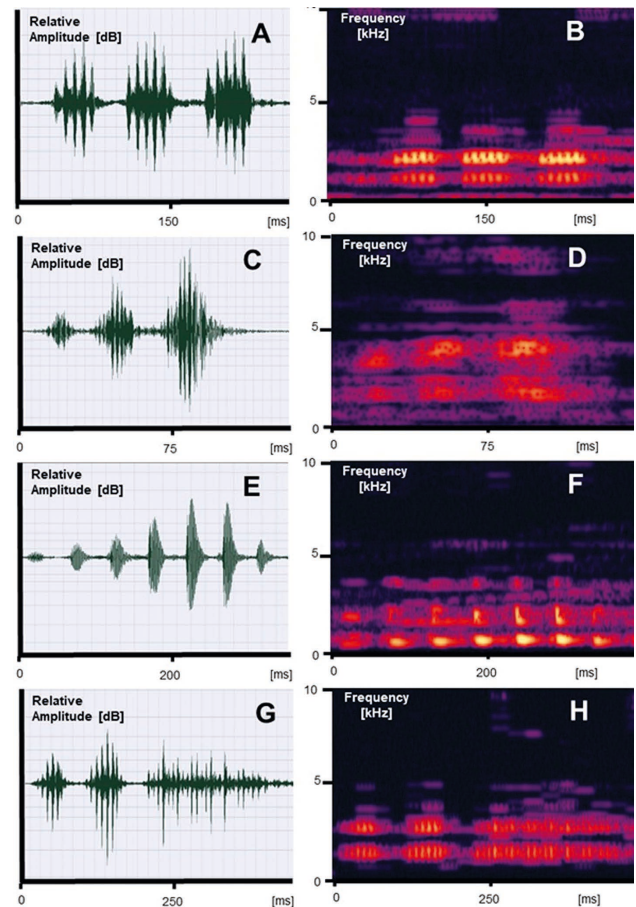 Relative
Amplitude [dB]
A
0
150
[ms]
Frequency
[kHz]
B
5
0
0
150
[ms]
Relative
Amplitude [dB]
C
0
75
[ms]
10
Frequency
[kHz]
D
5
0
0
75
[ms]
Relative
Amplitude [dB]
E
0
200
[ms]
10
Frequency
[kHz]
F
5
0
0
200
[ms]
Relative
Amplitude [dB]
G
0
250
[ms]
10
Frequency
[kHz]
H
5
0
0
250
[ms]